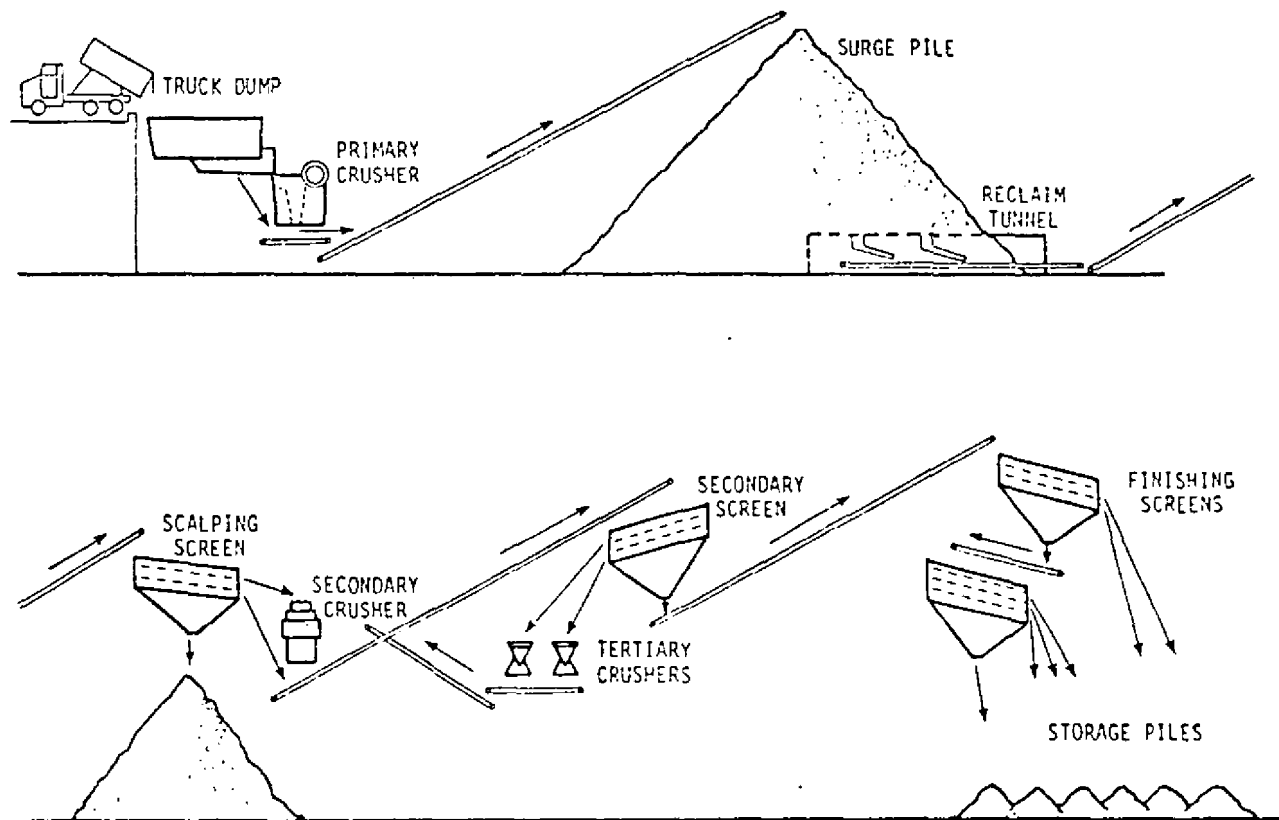 SURGE PILE
TRUCK DUMP
PRIMARY
CRUSHER
RECLAIM
TUNNEL
SCALPING
SCREEN
SECONDARY
CRUSHER
SECONDARY
SCREEN
TERTIARY
CRUSHERS
FINISHING
SCREENS
STORAGE PILES